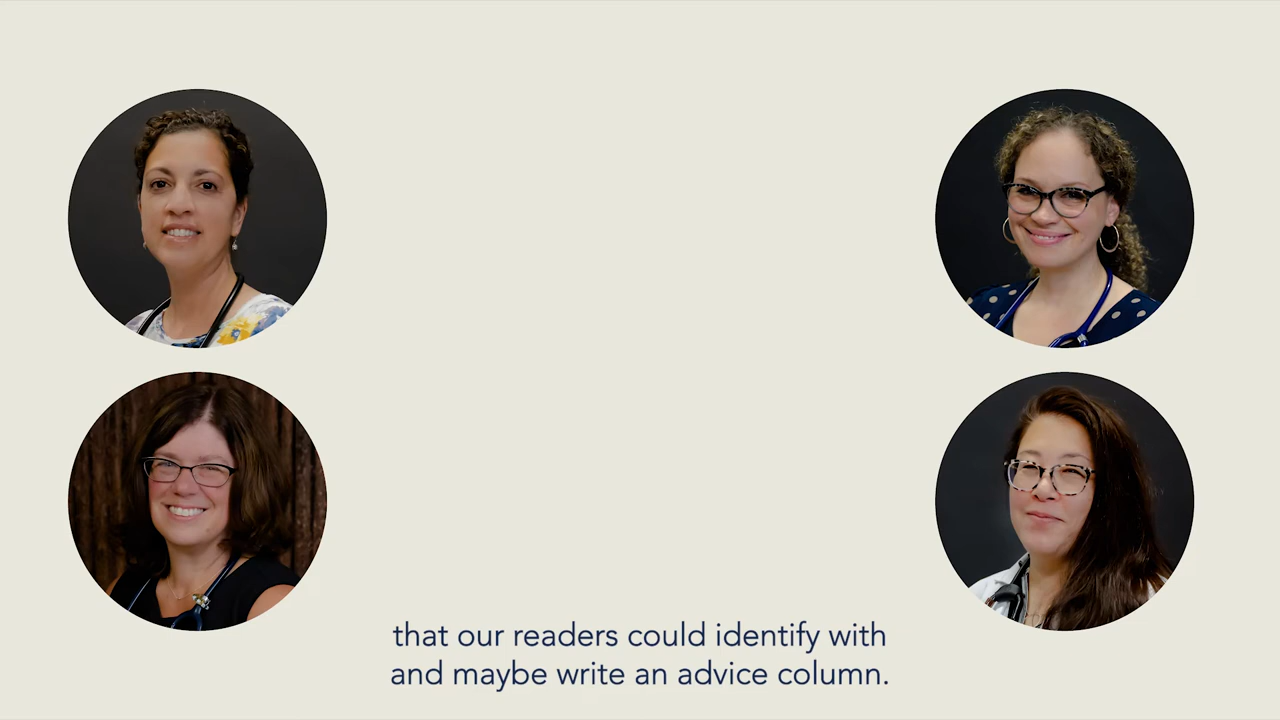 that our readers could identify with
and maybe write an advice column.